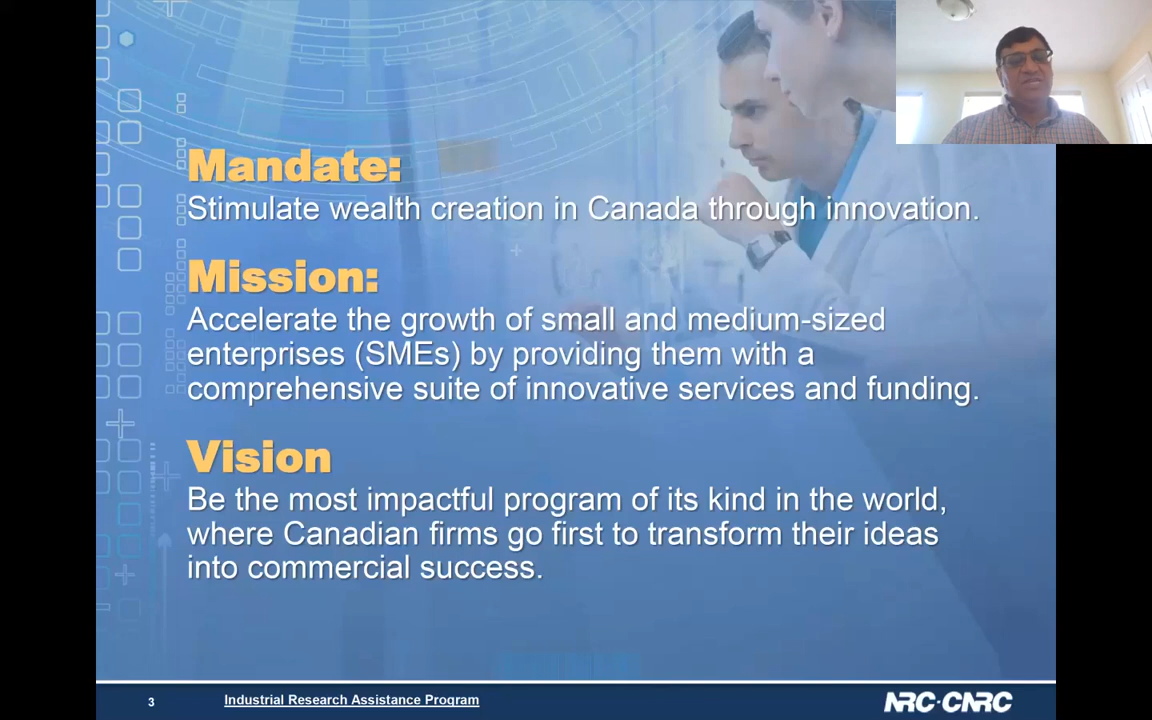 Mandate:
Stimulate wealth creation in Canada through innovation.
Mission:
Accelerate the growth of small and medium-sized
enterprises (SMEs) by providing them with a
comprehensive suite of innovative services and funding.
Vision
Be the most impactful program of its kind in the world,
where Canadian firms go first to transform their ideas
into commercial success.
3
Industrial Research Assistance Program
NRC·CNRC